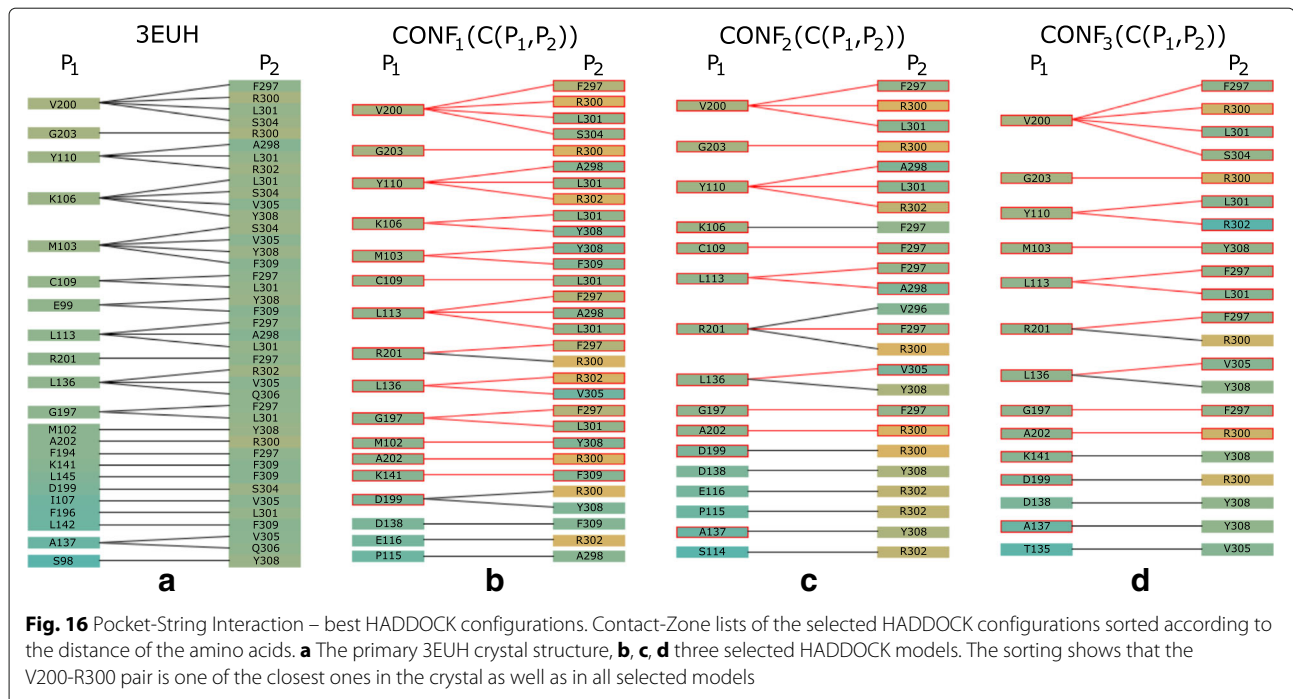 3EUH
P1
P2
V200
F297
R300
L301
S304
G203
R300
Y110
A298
L301
R302
K106
L301
S304
V305
Y308
M103
S304
V305
Y308
F309
C109
F297
L301
E99
Y308
F309
L113
F297
A298
L301
R201
F297
L136
R302
V305
Q306
G197
F297
L301
M102
Y308
A202
R300
F194
F297
K141
F309
L145
F309
D199
S304
I107
V305
F196
L301
L142
F309
A137
V305
Q306
S98
Y308
a
CONF1(C(P1,P2))
P1
P2
V200
F297
R300
L301
S304
G203
R300
Y110
A298
L301
R302
K106
L301
Y308
M103
Y308
F309
C109
L301
L113
F297
A298
L301
R201
F297
R300
L136
R302
V305
G197
F297
L301
M102
Y308
A202
R300
K141
F309
D199
R300
Y308
D138
F309
E116
R302
P115
A298
b
CONF2(C(P1,P2))
P1
P2
V200
F297
R300
L301
G203
R300
Y110
A298
L301
R302
K106
F297
C109
F297
L113
F297
A298
R201
V296
F297
R300
L136
V305
Y308
G197
F297
A202
R300
D199
R300
D138
Y308
E116
R302
P115
R302
A137
Y308
S114
R302
c
CONF3(C(P1,P2))
P1
P2
V200
F297
R300
L301
S304
G203
R300
Y110
L301
R302
M103
Y308
L113
F297
L301
R201
F297
R300
L136
V305
Y308
G197
F297
A202
R300
K141
Y308
D199
R300
D138
Y308
A137
Y308
T135
V305
d
Fig. 16 Pocket-String Interaction – best HADDOCK configurations. Contact-Zone lists of the selected HADDOCK configurations sorted according to
the distance of the amino acids. a The primary 3EUH crystal structure, b, c, d three selected HADDOCK models. The sorting shows that the
V200-R300 pair is one of the closest ones in the crystal as well as in all selected models